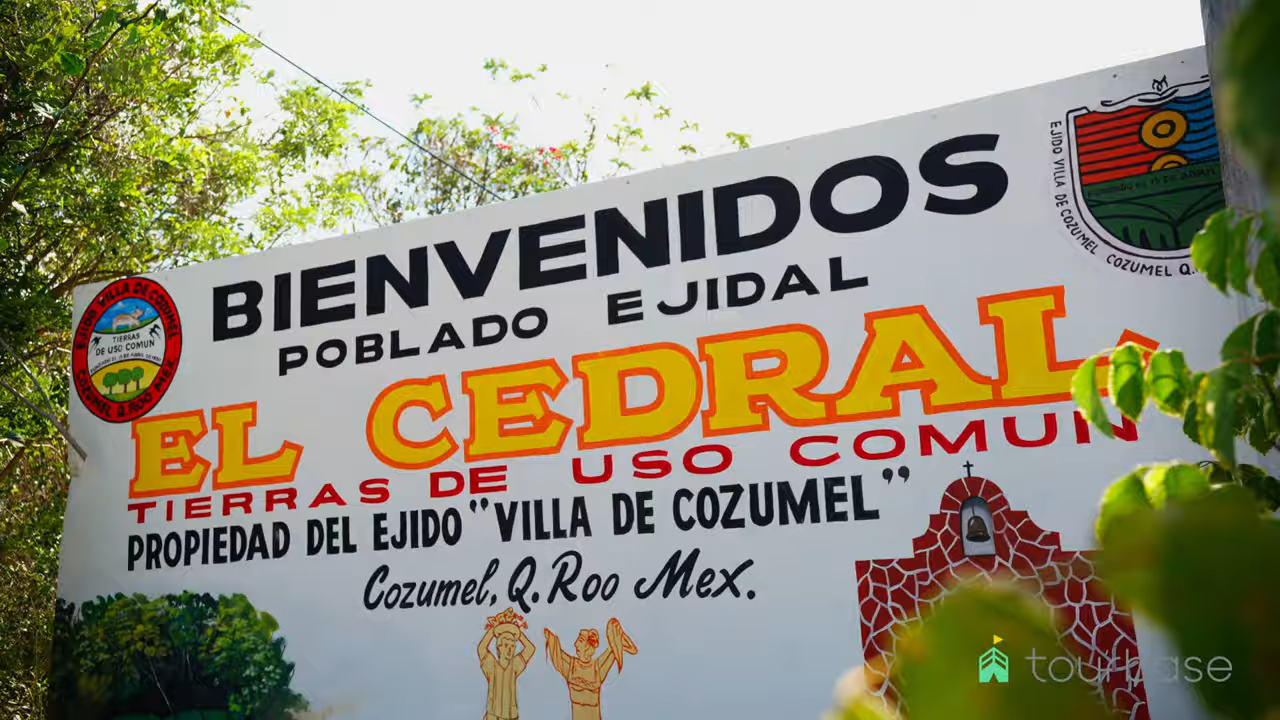 BIENVENIDOS
POBLADO EJIDAL
EL CEDRAL
TIERRAS DE USO COMUN
PROPIEDAD DEL EJIDO "VILLA DE COZUMEL"
Cozumel, Q. Roo Mex.
EJIDO VILLA DE COZUMEL
TIERRAS
DE USO COMUN
COZUMEL Q. ROO MEX.
EJIDO VILLA DE COZUMEL
COZUMEL Q.
tourbase